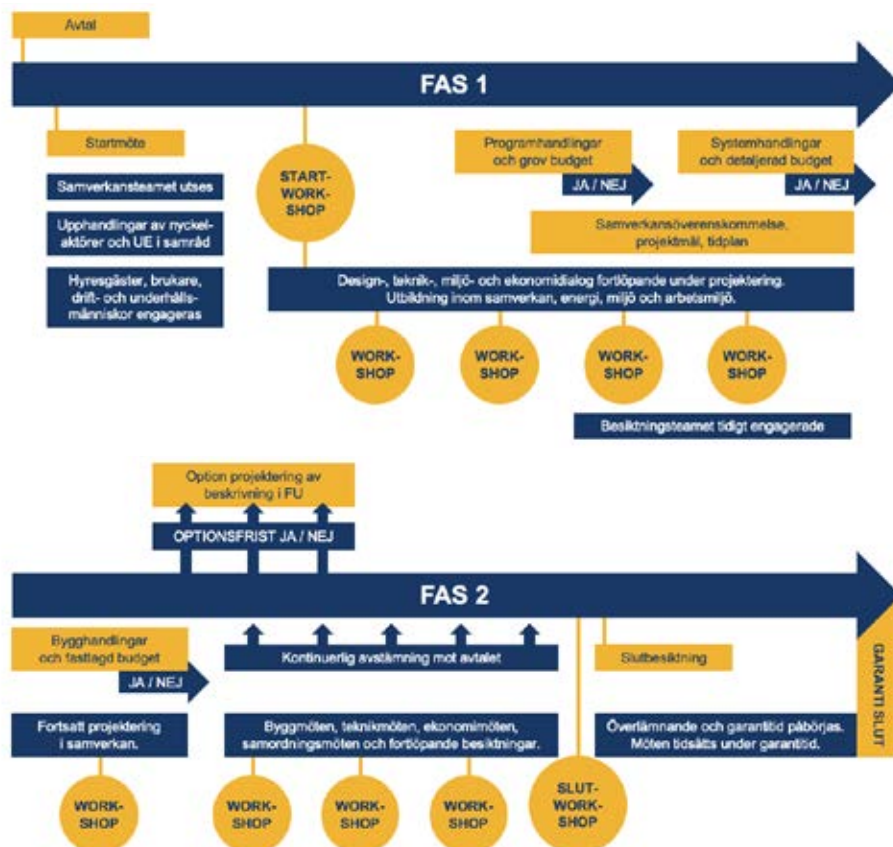 Avtal
FAS 1
Startmöte
Samverkansteamet utses
Upphandlingar av nyckel-
aktörer och UE i samråd
Hyresgäster, brukare,
drift- och underhålls-
människor engageras
START-
WORK-
SHOP
Programhandlingar
och grov budget
JA / NEJ
Systemhandlingar
och detaljerad budget
JA / NEJ
Samverkansöverenskommelse,
projektmål, tidplan
Design-, teknik-, miljö- och ekonomidialog fortlöpande under projektering.
Utbildning inom samverkan, energi, miljö och arbetsmiljö.
WORK-
SHOP
WORK-
SHOP
WORK-
SHOP
WORK-
SHOP
Besiktningsteamet tidigt engagerade
Option projektering av
beskrivning i FU
OPTIONSFRIST JA / NEJ
FAS 2
Bygghandlingar
och fastlagd budget
JA / NEJ
Kontinuerlig avstämning mot avtalet
Slutbesiktning
Fortsatt projektering
i samverkan.
Byggmöten, teknikmöten, ekonomimöten,
samordningsmöten och fortlöpande besiktningar.
Överlämnande och garantitid påbörjas.
Möten tidsätts under garantitid.
GARANTI SLUT
WORK-
SHOP
WORK-
SHOP
WORK-
SHOP
WORK-
SHOP
SLUT-
WORK-
SHOP